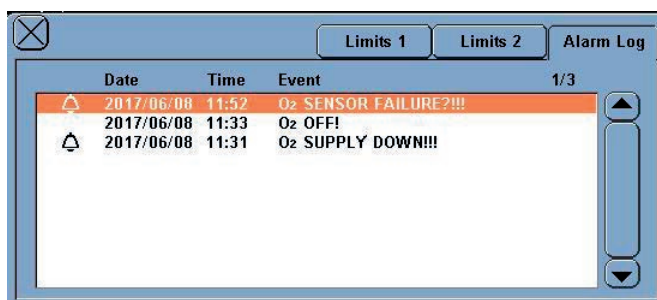 Limits 1 Limits 2 Alarm Log
Date Time Event 1/3
2017/06/08 11:52 O2 SENSOR FAILURE?!!!
2017/06/08 11:33 O2 OFF!
2017/06/08 11:31 O2 SUPPLY DOWN!!!